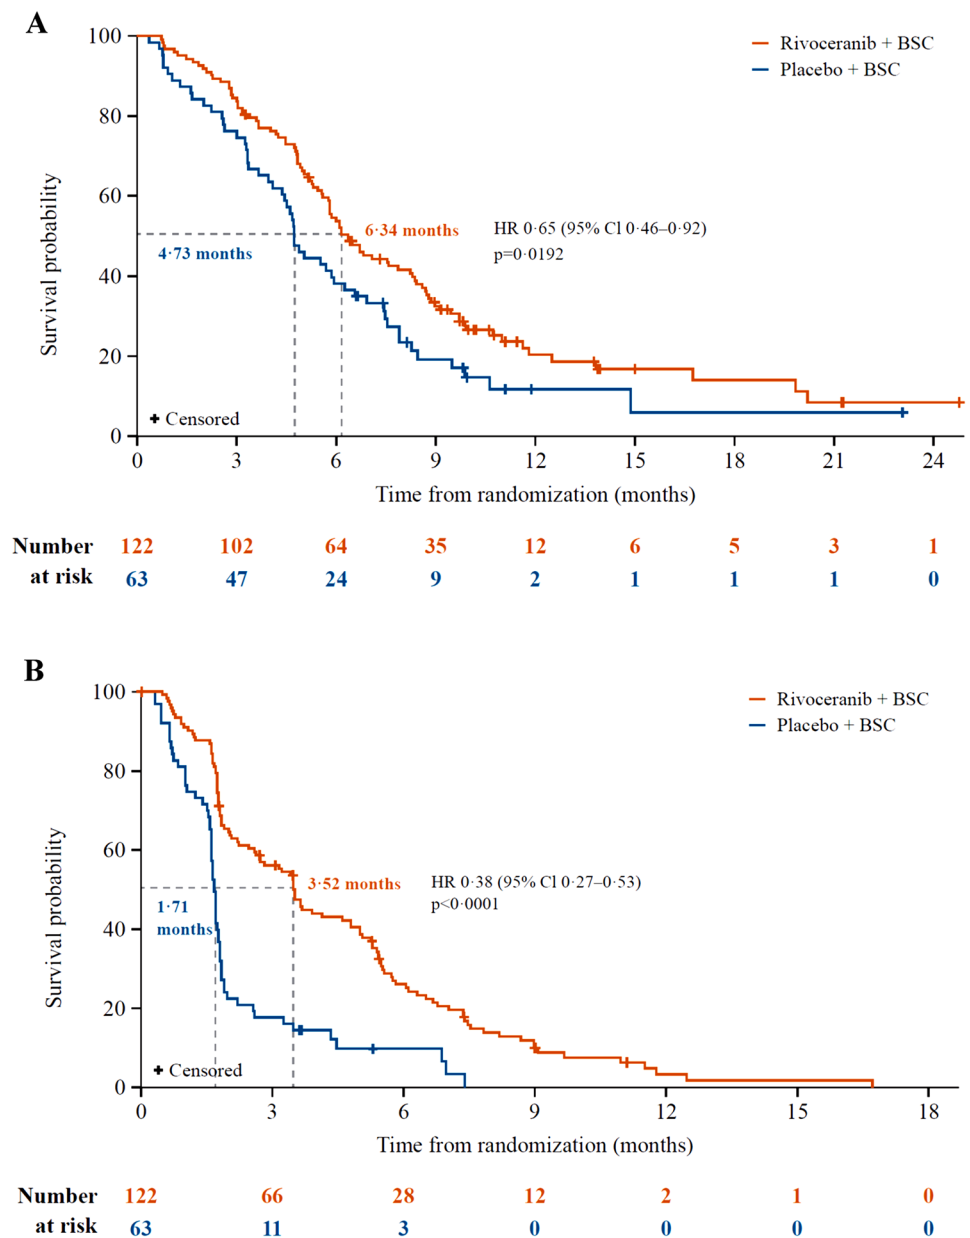 A
Rivoceranib + BSC
Placebo + BSC
Survival probability
100
80
60
40
20
0
6·34 months
4·73 months
HR 0·65 (95% Cl 0·46–0·92)
p=0·0192
Censored
0 3 6 9 12 15 18 21 24
Time from randomization (months)
Number 122 102 64 35 12 6 5 3 1
at risk 63 47 24 9 2 1 1 1 0
B
Rivoceranib + BSC
Placebo + BSC
Survival probability
100
80
60
40
20
0
3·52 months
1·71
months
HR 0·38 (95% Cl 0·27–0·53)
p<0·0001
Censored
0 3 6 9 12 15 18
Time from randomization (months)
Number 122 66 28 12 2 1 0
at risk 63 11 3 0 0 0 0